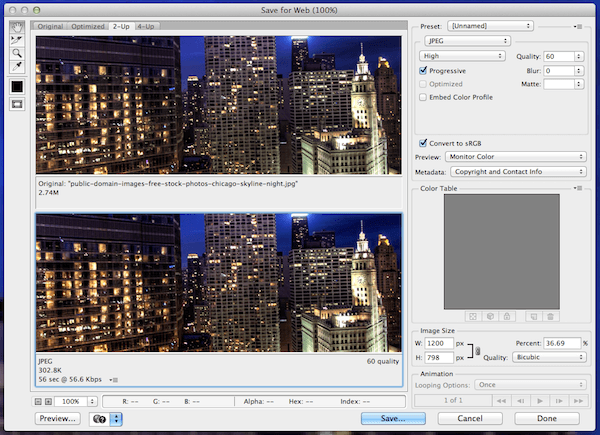 Save for Web (100%)
Original Optimized 2-Up 4-Up
Original: "public-domain-images-free-stock-photos-chicago-skyline-night.jpg"
2.74M
JPEG 60 quality
302.8K
56 sec @ 56.6 Kbps
100% R: -- G: -- B: -- Alpha: -- Hex: -- Index: --
Preview...
Preset: [Unnamed]
JPEG
High Quality: 60
Progressive Blur: 0
Optimized Matte:
Embed Color Profile
Convert to sRGB
Preview: Monitor Color
Metadata: Copyright and Contact Info
Color Table
Image Size
W: 1200 px Percent: 36.69 %
H: 798 px Quality: Bicubic
Animation
Looping Options: Once
1 of 1
Save... Cancel Done